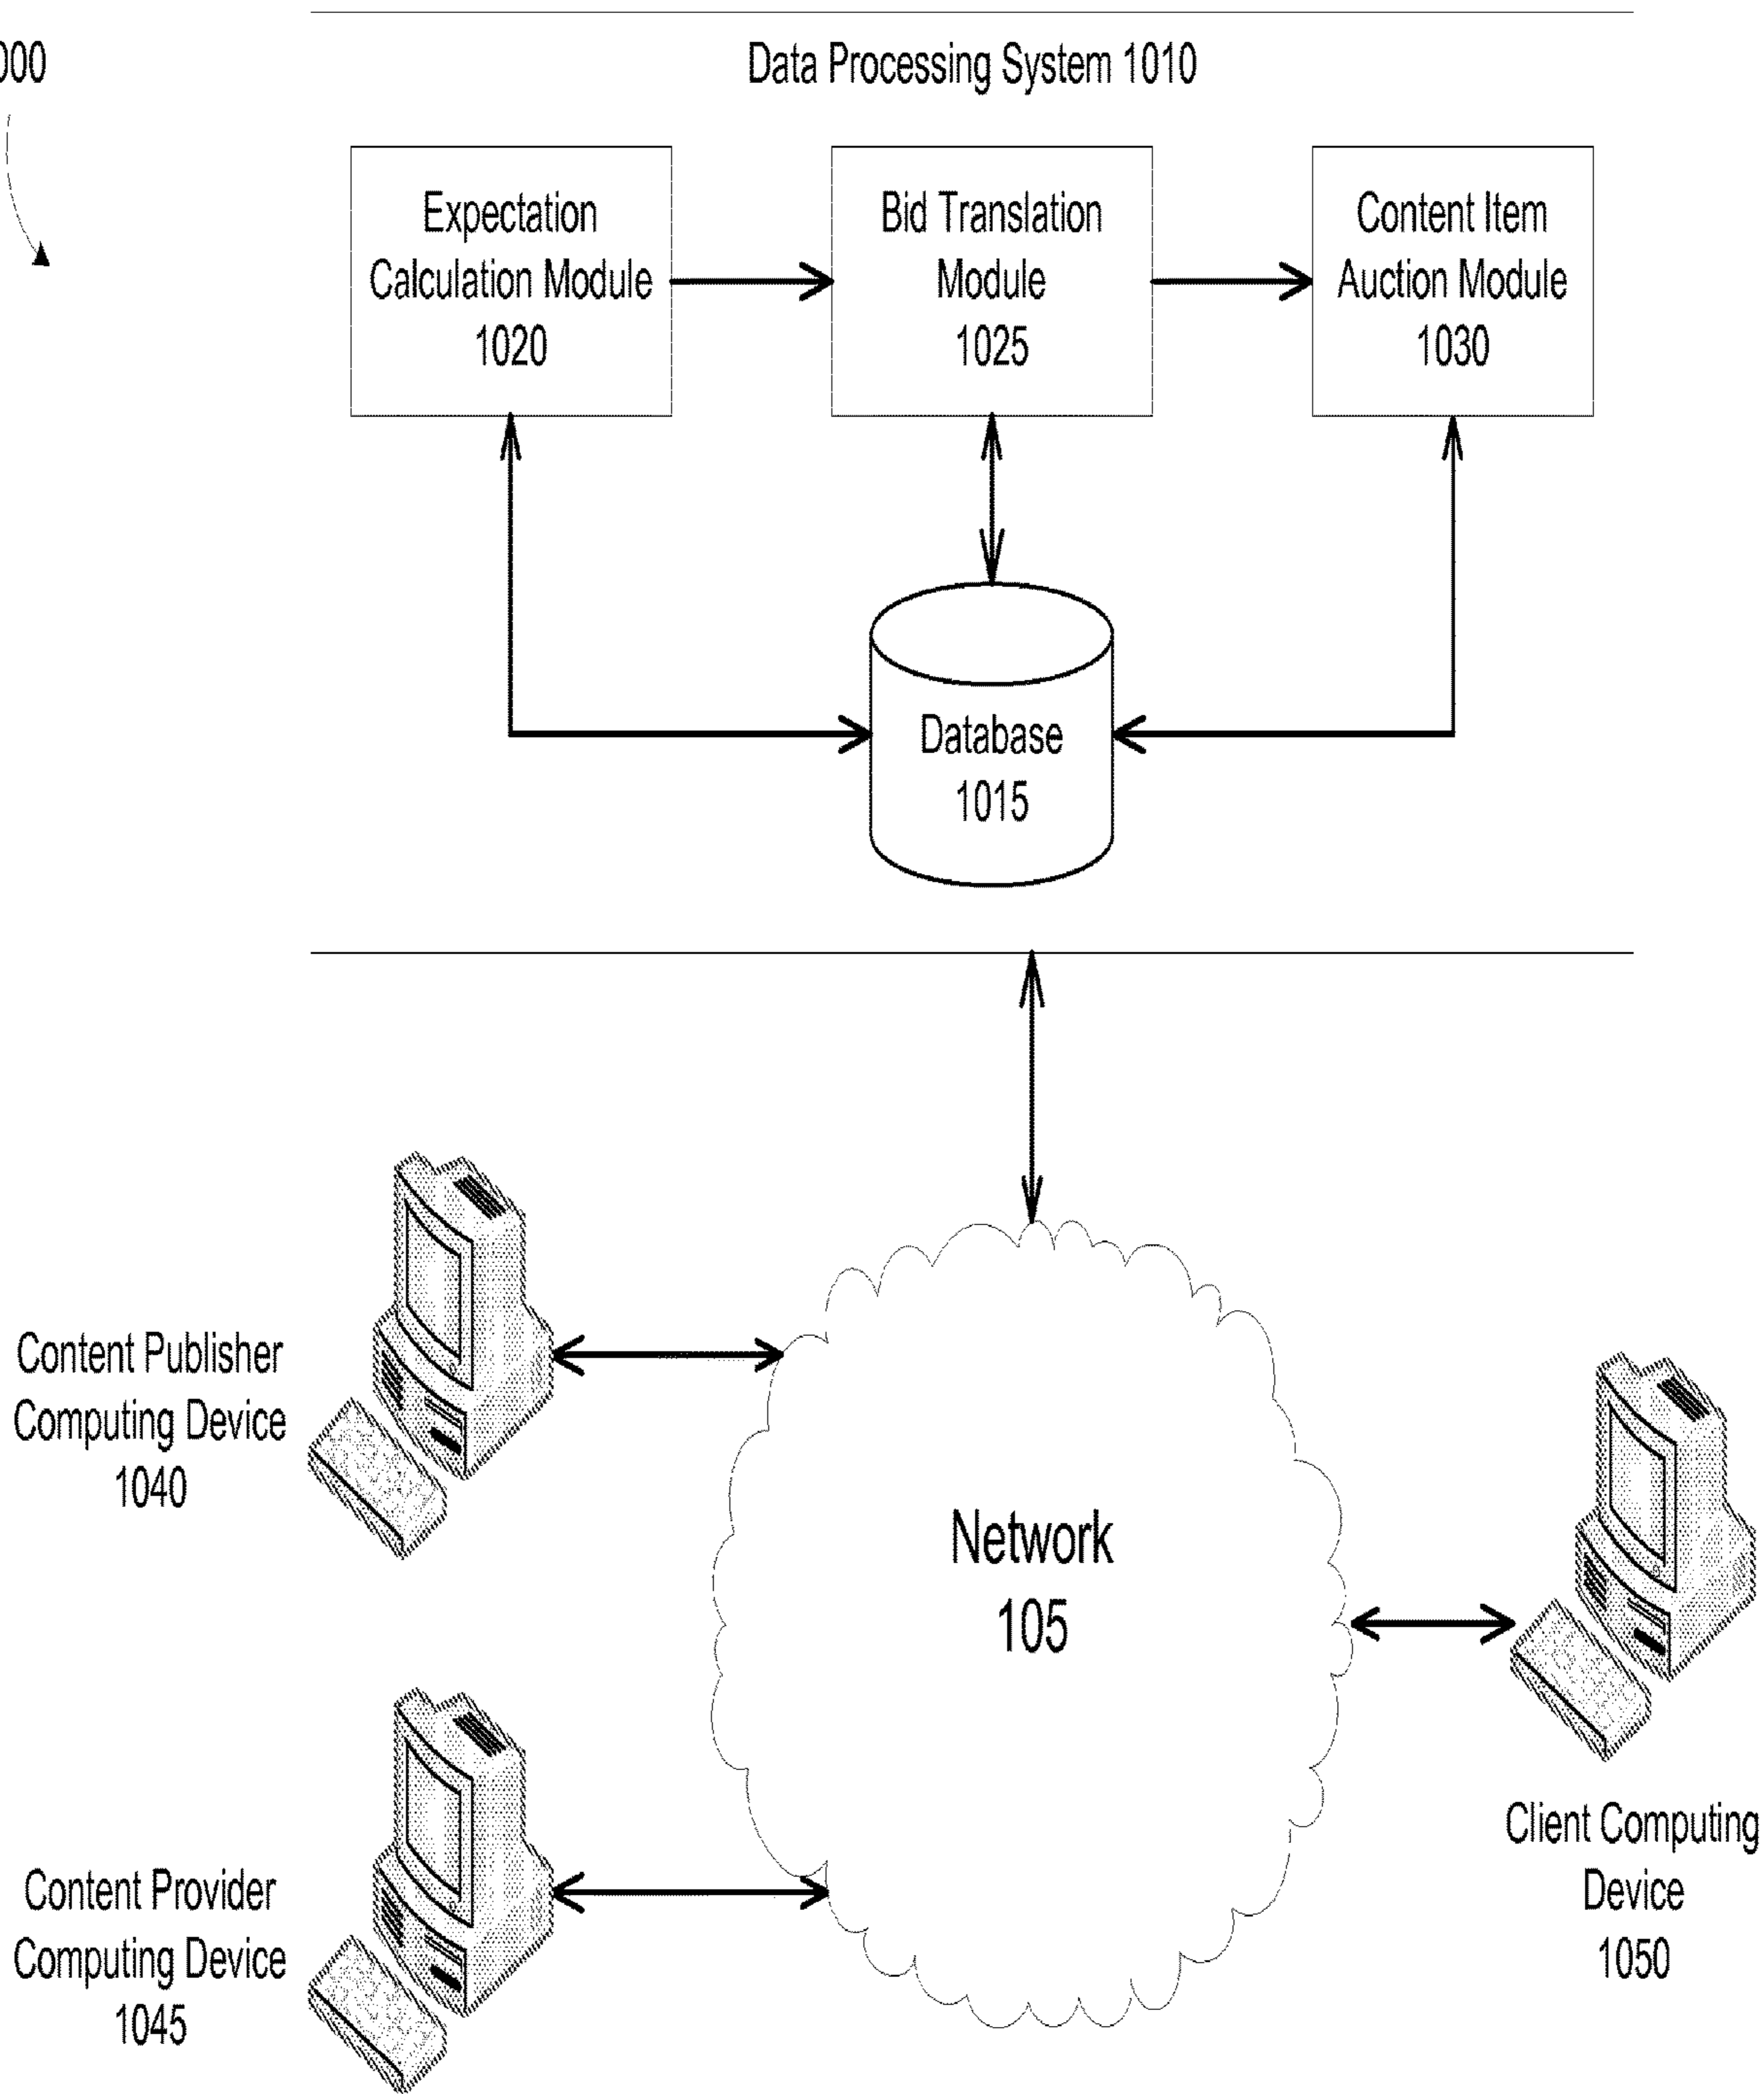 000
Data Processing System 1010
Expectation
Calculation Module
1020
Bid Translation
Module
1025
Content Item
Auction Module
1030
Database
1015
Content Publisher
Computing Device
1040
Network
105
Content Provider
Computing Device
1045
Client Computing
Device
1050